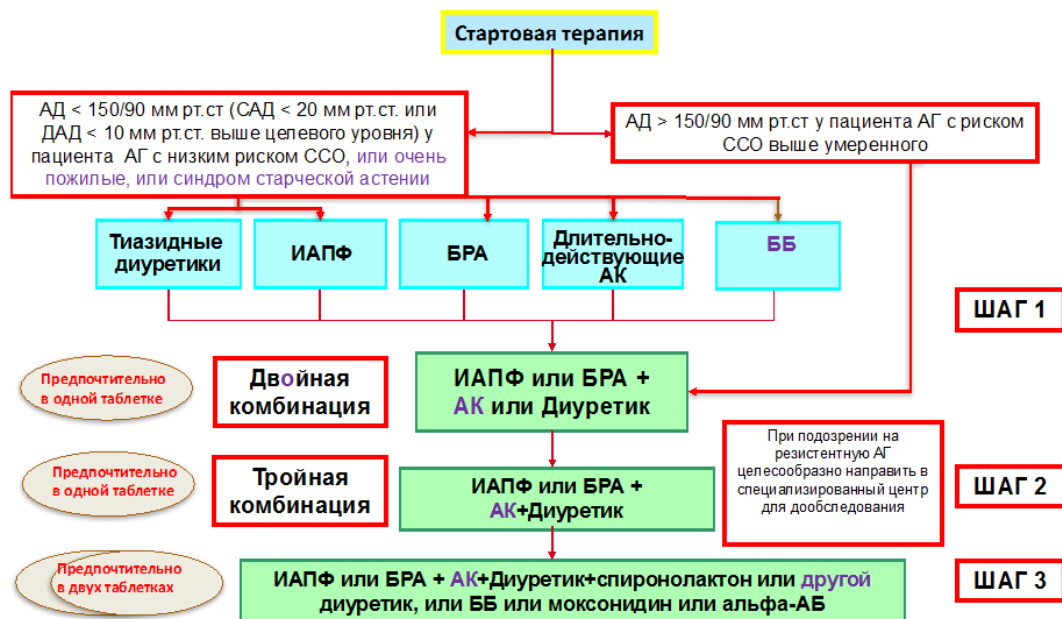 Стартовая терапия
АД < 150/90 мм рт.ст (САД < 20 мм рт.ст. или
ДАД < 10 мм рт.ст. выше целевого уровня) у
пациента АГ с низким риском ССО, или очень
пожилые, или синдром старческой астении
АД > 150/90 мм рт.ст у пациента АГ с риском
ССО выше умеренного
Тиазидные
диуретики
ИАПФ
БРА
Длительно-
действующие
АК
ББ
ШАГ 1
Предпочтительно
в одной таблетке
Двойная
комбинация
ИАПФ или БРА +
АК или Диуретик
Предпочтительно
в одной таблетке
Тройная
комбинация
ИАПФ или БРА +
АК+Диуретик
При подозрении на
резистентную АГ
целесообразно направить в
специализированный центр
для дообследования
ШАГ 2
Предпочтительно
в двух таблетках
ИАПФ или БРА + АК+Диуретик+спиронолактон или другой
диуретик, или ББ или моксонидин или альфа-АБ
ШАГ 3